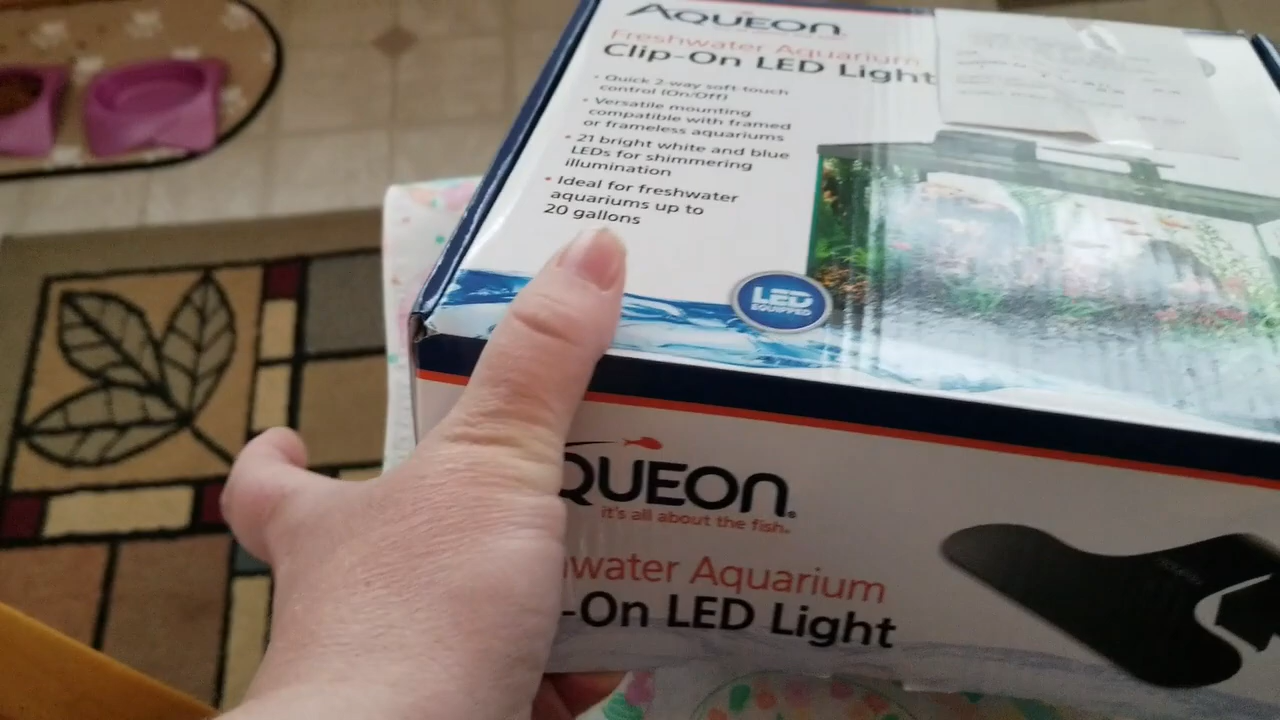 AQUEON
Freshwater Aquarium
Clip-On LED Light
• Quick 2-way soft-touch
control (On/Off)
• Versatile mounting
compatible with framed
or frameless aquariums
• 21 bright white and blue
LEDs for shimmering
illumination
• Ideal for freshwater
aquariums up to
20 gallons
LED
EQUIPPED
QUEON®
it's all about the fish.
water Aquarium
-On LED Light